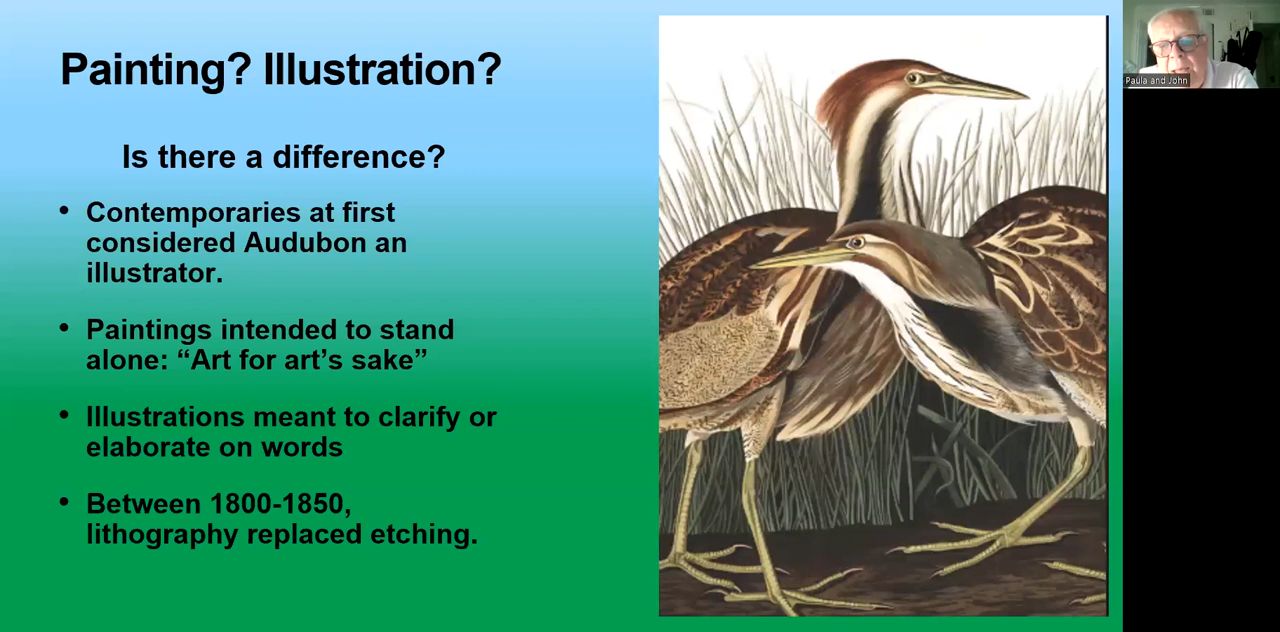 Painting? Illustration?
Is there a difference?
• Contemporaries at first
considered Audubon an
illustrator.
• Paintings intended to stand
alone: “Art for art’s sake”
• Illustrations meant to clarify or
elaborate on words
• Between 1800-1850,
lithography replaced etching.
Paula and John